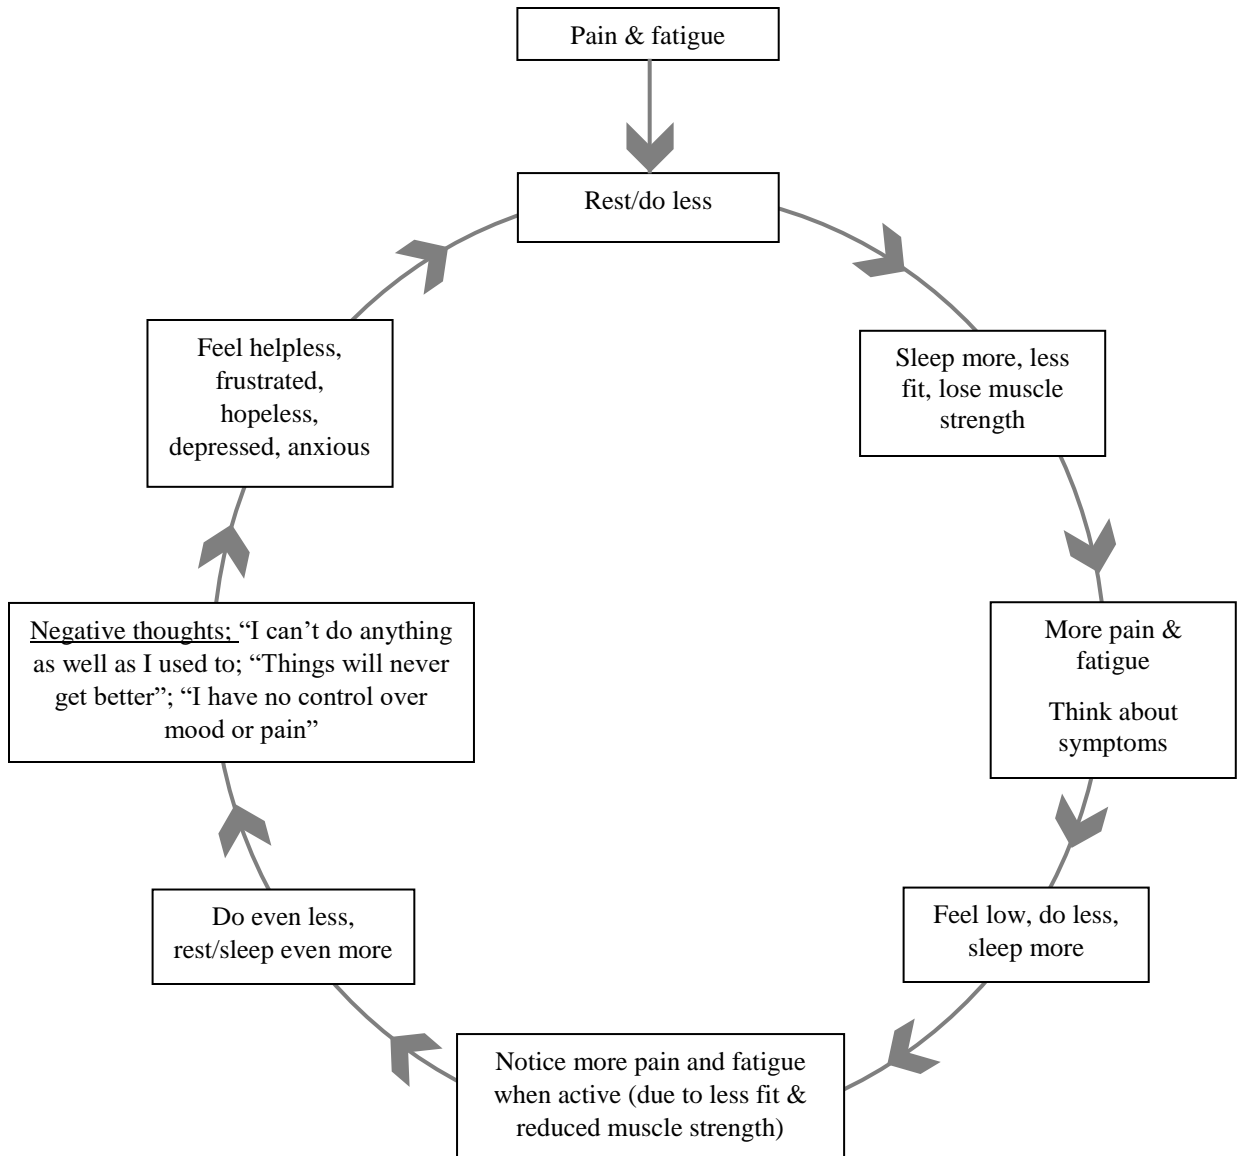 Pain & fatigue
Rest/do less
Sleep more, less
fit, lose muscle
strength
More pain &
fatigue
Think about
symptoms
Feel low, do less,
sleep more
Notice more pain and fatigue
when active (due to less fit &
reduced muscle strength)
Do even less,
rest/sleep even more
Negative thoughts; “I can’t do anything
as well as I used to; “Things will never
get better”; “I have no control over
mood or pain”
Feel helpless,
frustrated,
hopeless,
depressed, anxious